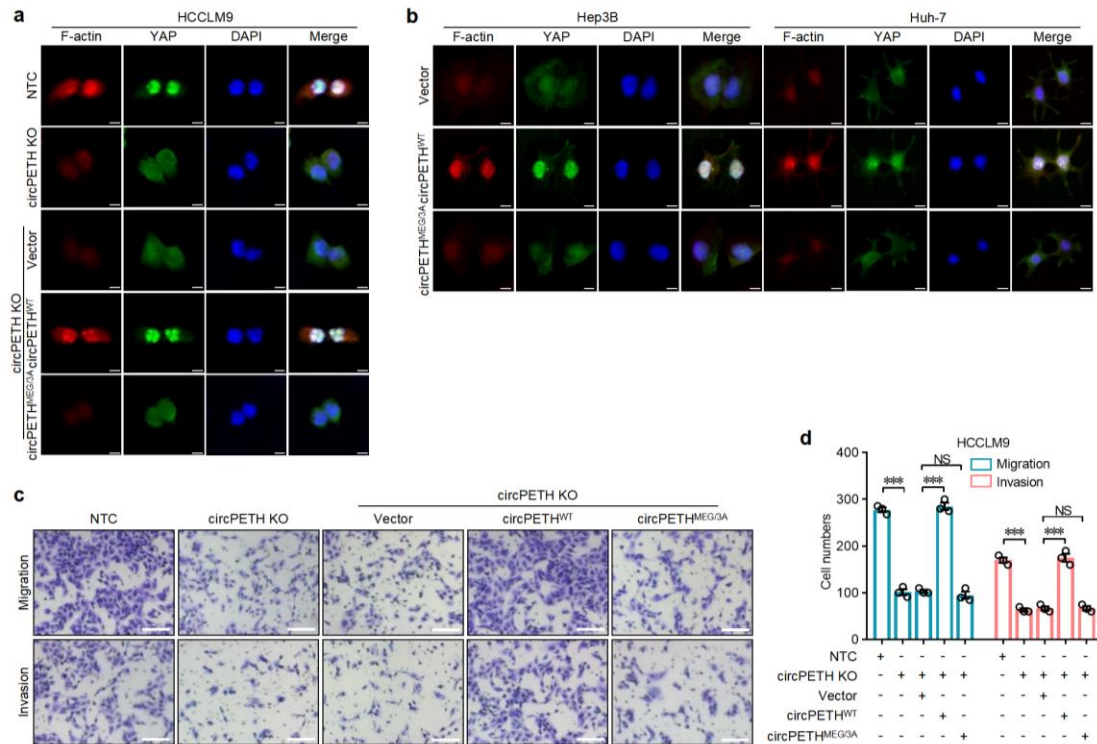 a
HCCLM9
F-actin YAP DAPI Merge
NTC
circPETH KO
Vector
circPETH KO
circPETHWT
circPETHMEG/3A
b
Hep3B Huh-7
F-actin YAP DAPI Merge F-actin YAP DAPI Merge
Vector
circPETHWT
circPETHMEG/3A
c
circPETH KO
NTC circPETH KO Vector circPETHWT circPETHMEG/3A
Migration
Invasion
d
HCCLM9
Migration
Invasion
Cell numbers
400
300
200
100
0
*** *** NS *** *** NS
NTC + - - - - + - - - -
circPETH KO - + + + + - + + + +
Vector - - + - - - - + - -
circPETHWT - - - + - - - - + -
circPETHMEG/3A - - - - + - - - - +